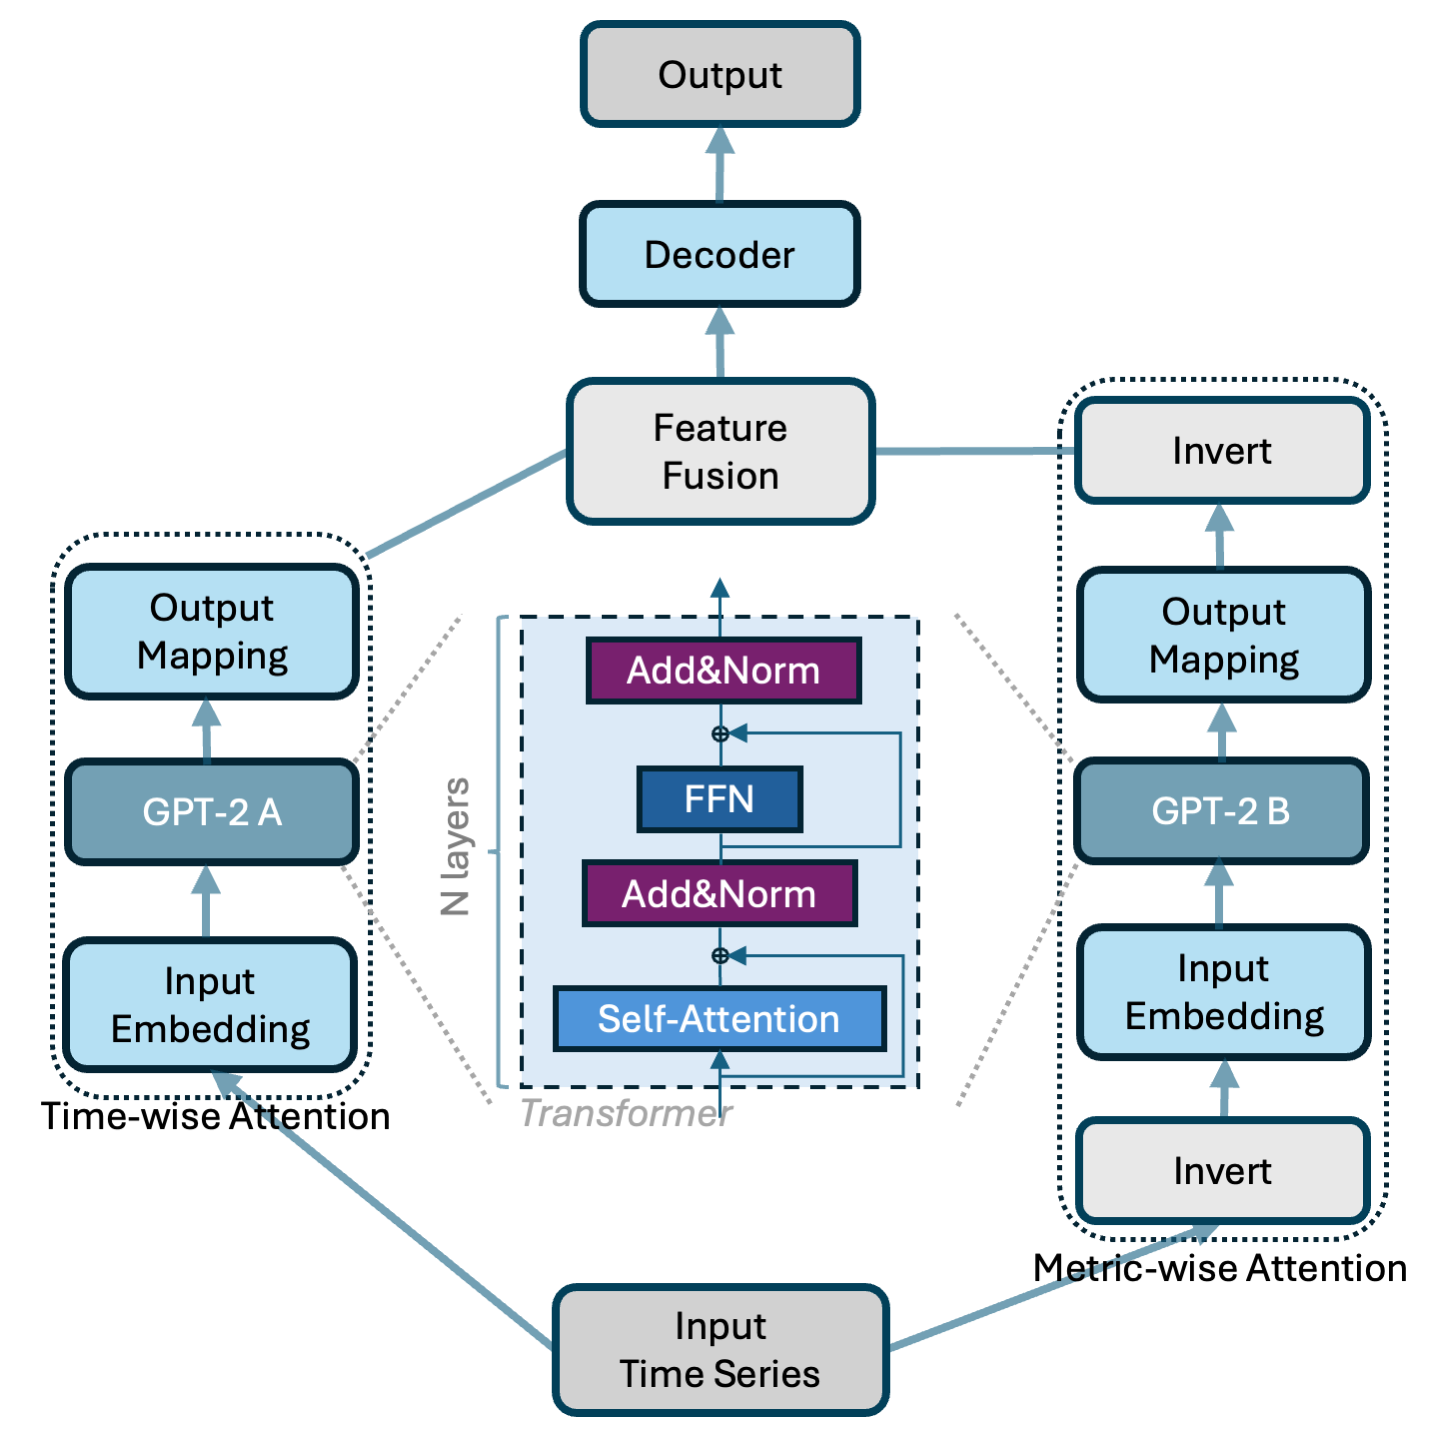 Output
Decoder
Feature
Fusion
Invert
Output
Mapping
GPT-2 A
Input
Embedding
Time-wise Attention
N layers
Add&Norm
FFN
Add&Norm
Self-Attention
Transformer
Output
Mapping
GPT-2 B
Input
Embedding
Invert
Metric-wise Attention
Input
Time Series